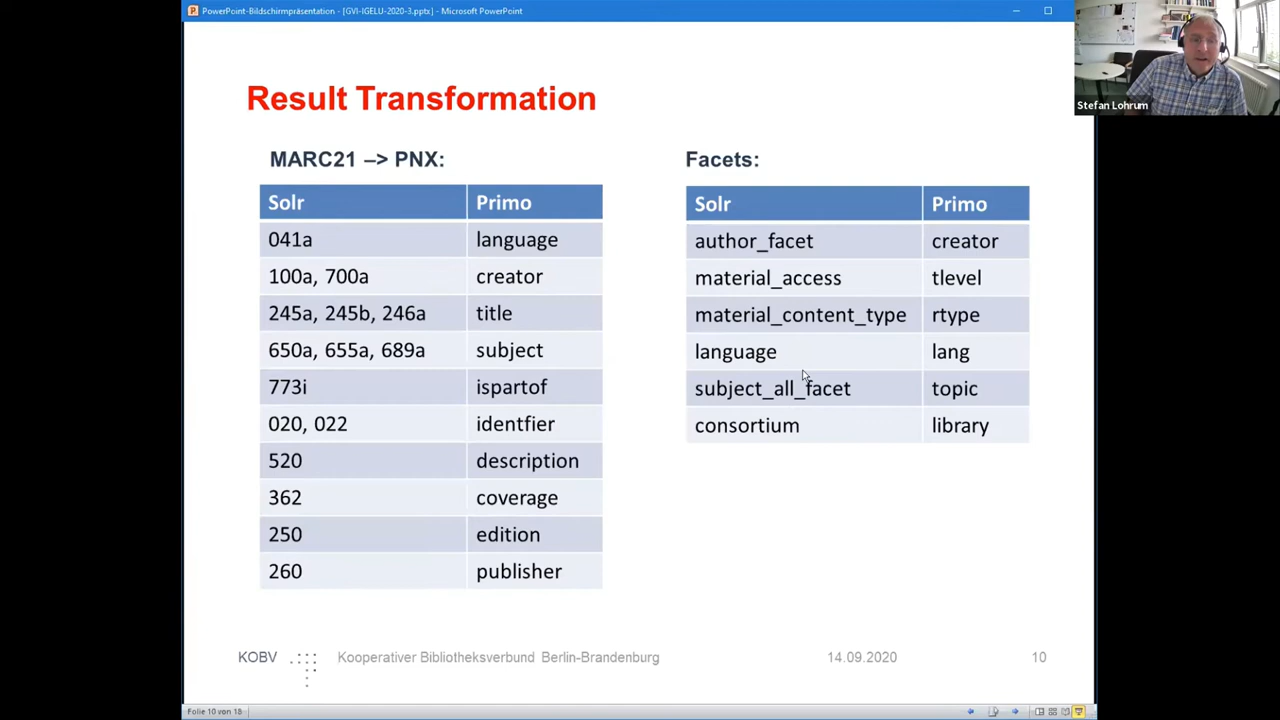 PowerPoint-Bildschirmpräsentation - [GVI-IGELU-2020-3.pptx] - Microsoft PowerPoint
Stefan Lohrum
Result Transformation
MARC21 –> PNX:
Solr Primo
041a language
100a, 700a creator
245a, 245b, 246a title
650a, 655a, 689a subject
773i ispartof
020, 022 identfier
520 description
362 coverage
250 edition
260 publisher
Facets:
Solr Primo
author_facet creator
material_access tlevel
material_content_type rtype
language lang
subject_all_facet topic
consortium library
KOBV Kooperativer Bibliotheksverbund Berlin-Brandenburg 14.09.2020 10
Folie 10 von 18